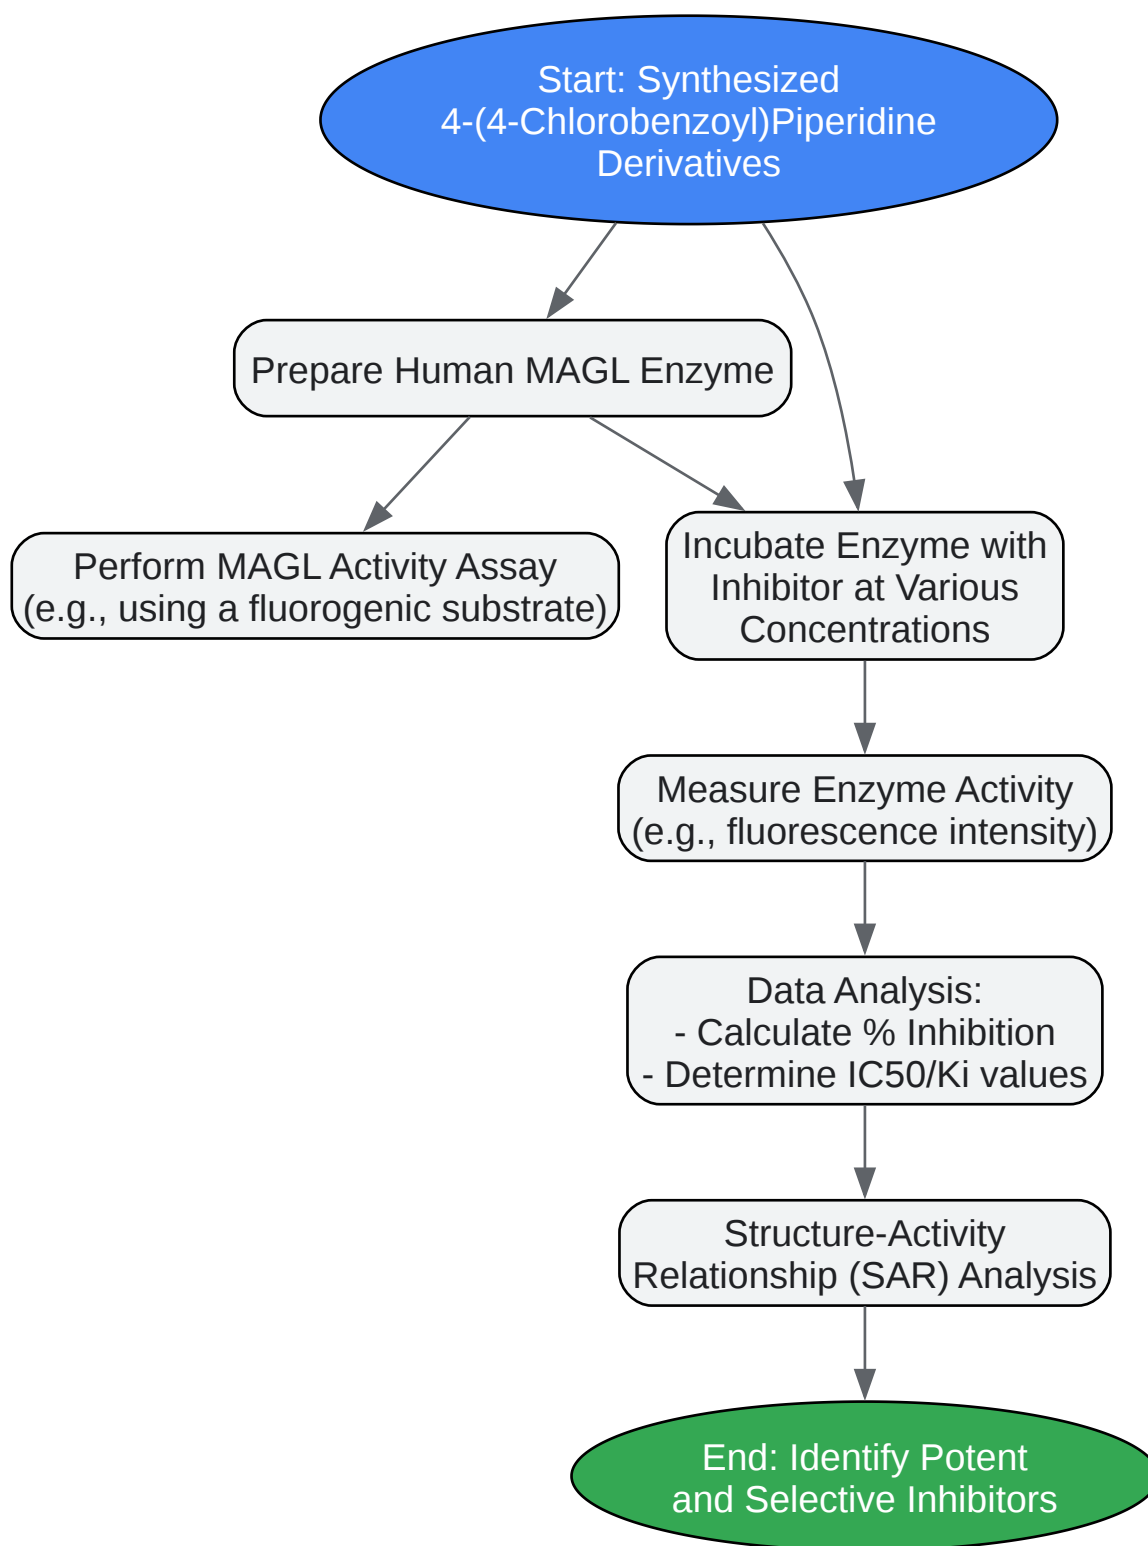 Start: Synthesized
4-(4-Chlorobenzoyl)Piperidine
Derivatives
Prepare Human MAGL Enzyme
Perform MAGL Activity Assay
(e.g., using a fluorogenic substrate)
Incubate Enzyme with
Inhibitor at Various
Concentrations
Measure Enzyme Activity
(e.g., fluorescence intensity)
Data Analysis:
- Calculate % Inhibition
- Determine IC50/Ki values
Structure-Activity
Relationship (SAR) Analysis
End: Identify Potent
and Selective Inhibitors